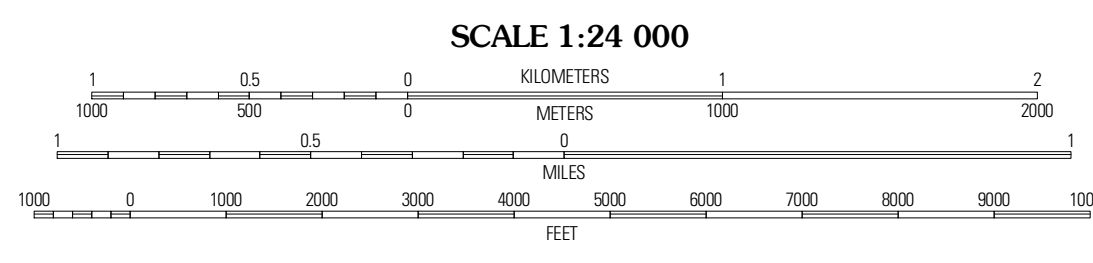 SCALE 1:24 000
1 0.5 0 KILOMETERS 1 2
1000 500 0 METERS 1000 2000
1 0.5 0 1
MILES
1000 0 1000 2000 3000 4000 5000 6000 7000 8000 9000 100
FEET